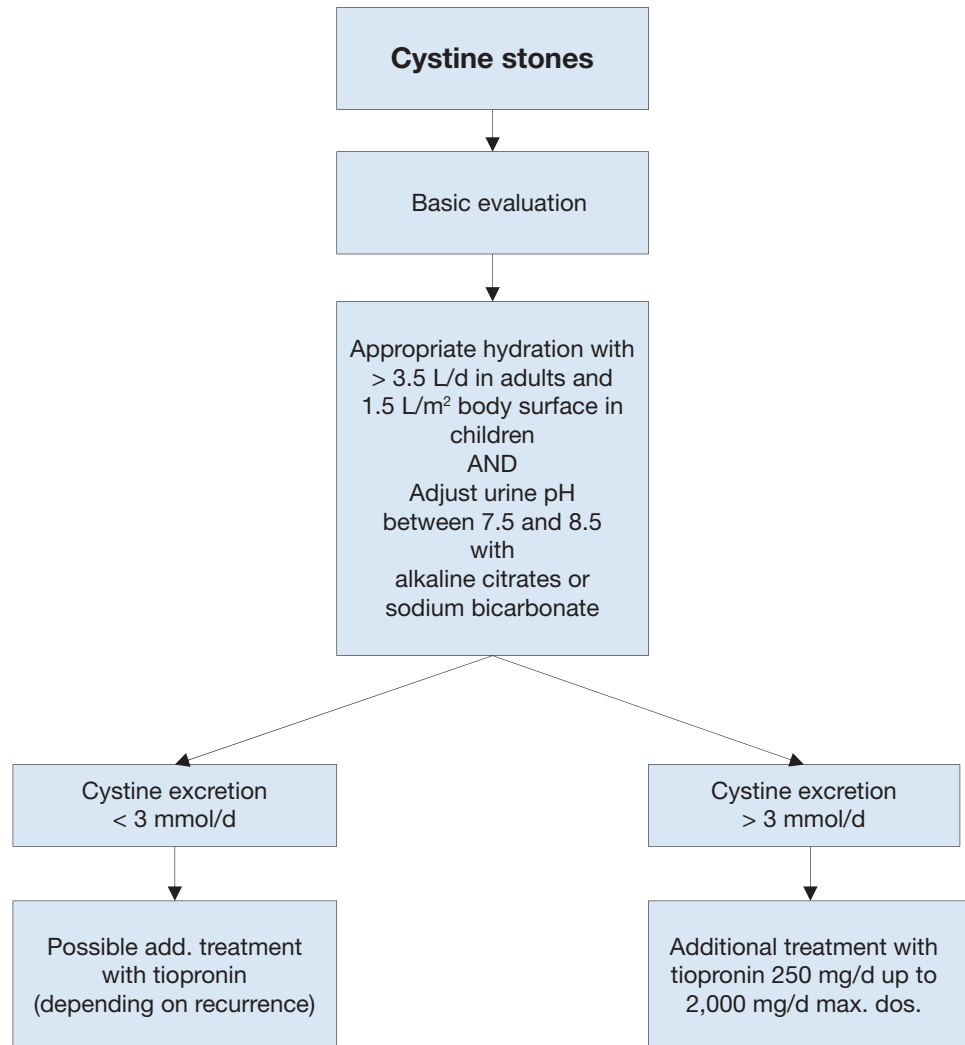 Cystine stones
Basic evaluation
Appropriate hydration with
> 3.5 L/d in adults and
1.5 L/m² body surface in
children
AND
Adjust urine pH
between 7.5 and 8.5
with
alkaline citrates or
sodium bicarbonate
Cystine excretion
< 3 mmol/d
Cystine excretion
> 3 mmol/d
Possible add. treatment
with tiopronin
(depending on recurrence)
Additional treatment with
tiopronin 250 mg/d up to
2,000 mg/d max. dos.